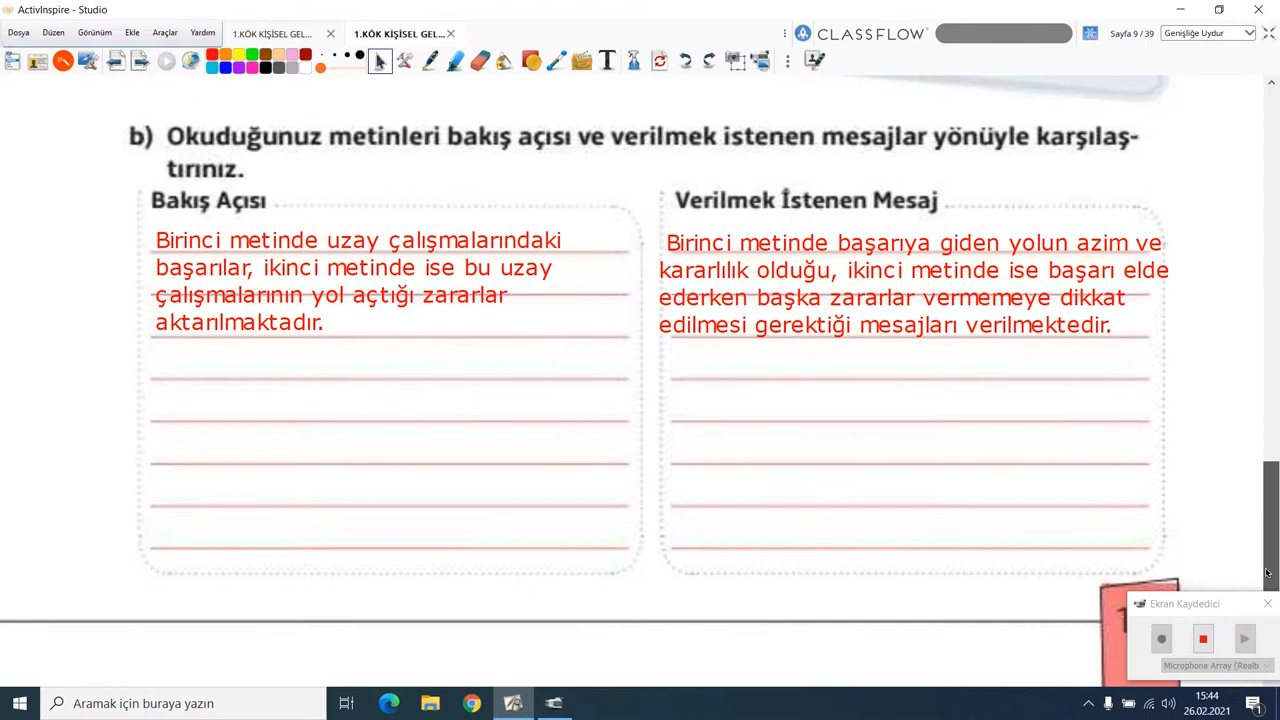 ActivInspire - Studio
Dosya Düzen Görünüm Ekle Araçlar Yardım
1.KÖK KİŞİSEL GEL...
1.KÖK KİŞİSEL GEL...
CLASSFLOW
Sayfa 9 / 39
Genişliğe Uydur
b) Okuduğunuz metinleri bakış açısı ve verilmek istenen mesajlar yönüyle karşılaş-
tırınız.
Bakış Açısı
Birinci metinde uzay çalışmalarındaki
başarılar, ikinci metinde ise bu uzay
çalışmalarının yol açtığı zararlar
aktarılmaktadır.
Verilmek İstenen Mesaj
Birinci metinde başarıya giden yolun azim ve
kararlılık olduğu, ikinci metinde ise başarı elde
ederken başka zararlar vermemeye dikkat
edilmesi gerektiği mesajları verilmektedir.
Ekran Kaydedici
Microphone Array (Realte
Aramak için buraya yazın
15:44
26.02.2021
1